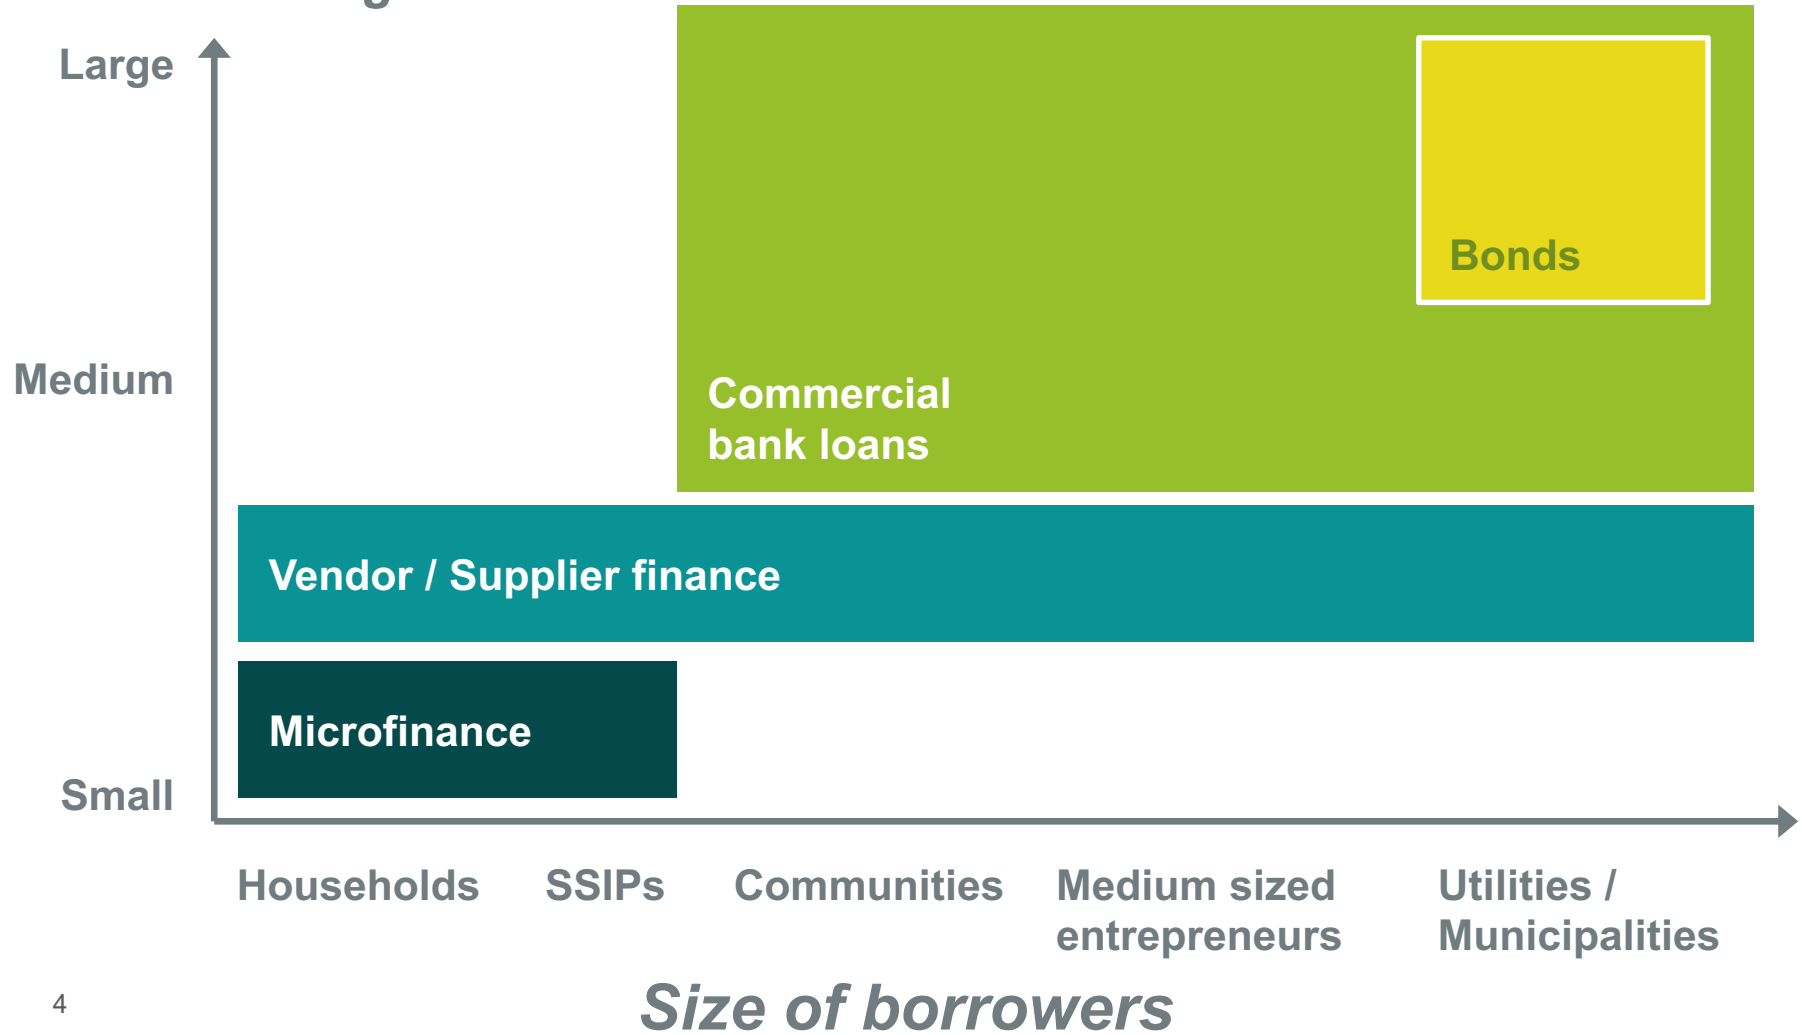 Large
Bonds
Medium
Commercial
bank loans
Vendor / Supplier finance
Microfinance
Small
Households
SSIPs
Communities
Medium sized
entrepreneurs
Utilities /
Municipalities
4
Size of borrowers